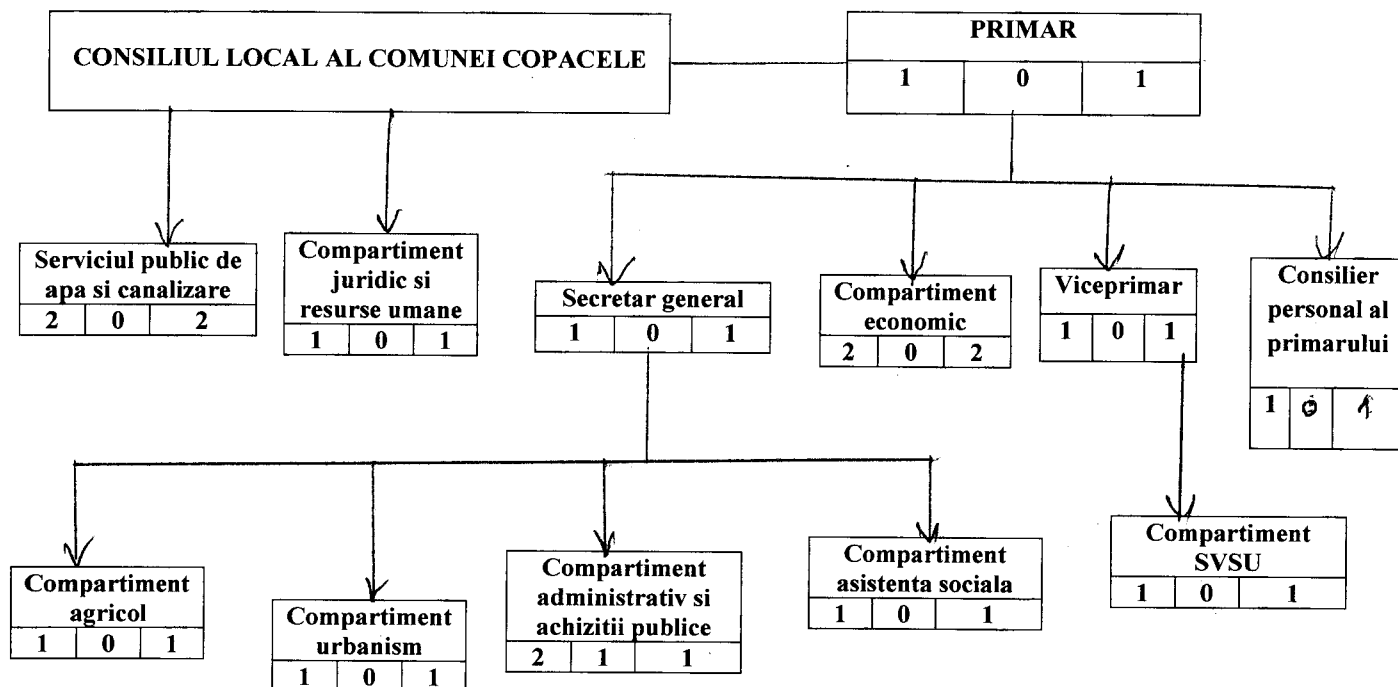 CONSILIUL LOCAL AL COMUNEI COPACELE
PRIMAR
1 0 1
Serviciul public de
apa si canalizare
2 0 2
Compartiment
juridic si
resurse umane
1 0 1
Secretar general
1 0 1
Compartiment
economic
2 0 2
Viceprimar
1 0 1
Consilier
personal al
primarului
1 0 1
Compartiment
agricol
1 0 1
Compartiment
urbanism
1 0 1
Compartiment
administrativ si
achizitii publice
2 1 1
Compartiment
asistenta sociala
1 0 1
Compartiment
SVSU
1 0 1